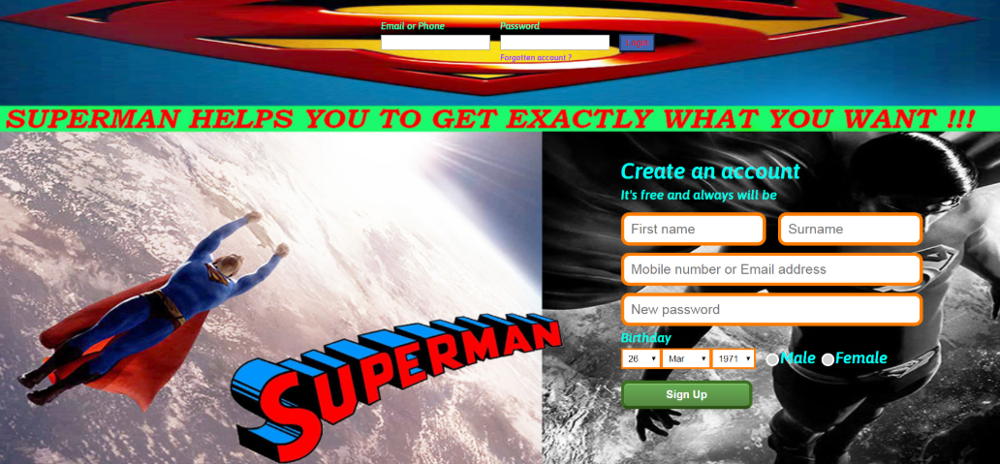 Email or Phone Password
Login
Forgotten account ?
SUPERMAN HELPS YOU TO GET EXACTLY WHAT YOU WANT !!!
Create an account
It's free and always will be
First name Surname
Mobile number or Email address
New password
Birthday
26 Mar 1971 Male Female
Sign Up
SUPERMAN